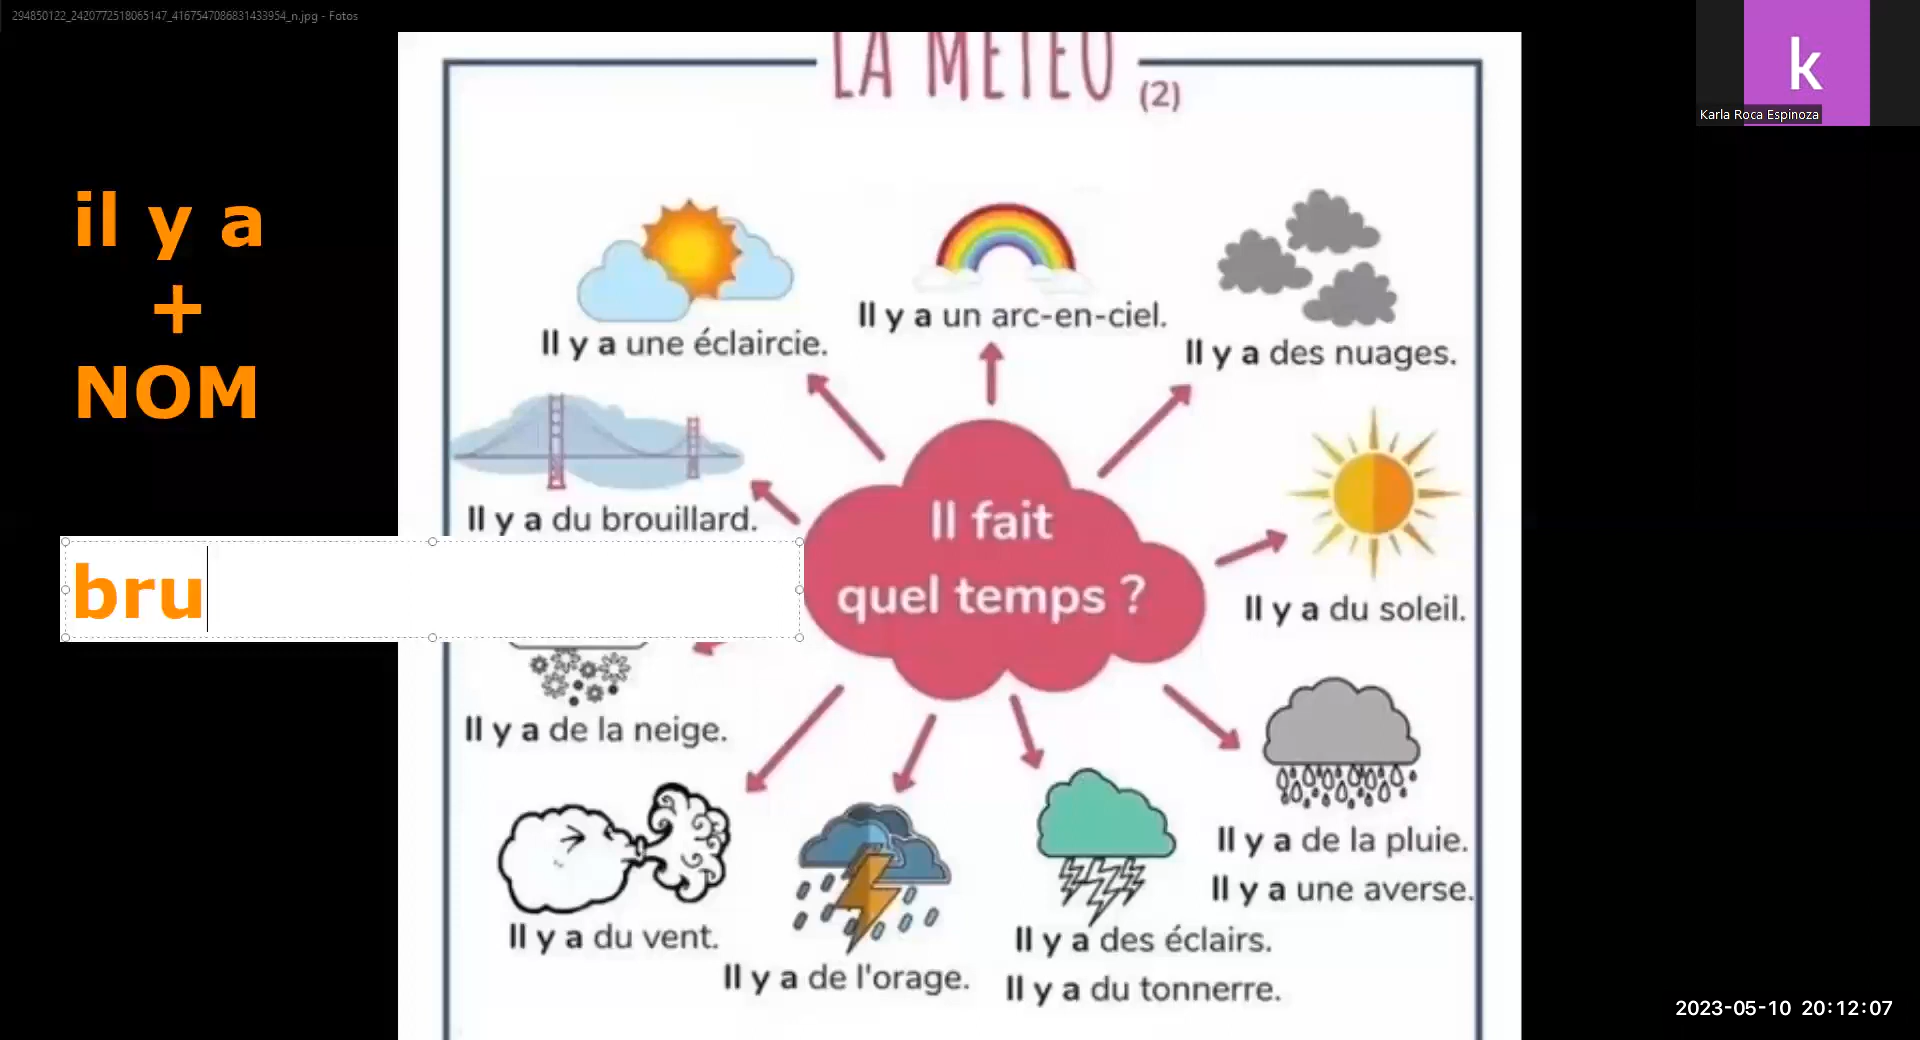 294850122_2420772518065147_4167547086831433954_n.jpg - Fotos
LA MÉTÉO
(2)
k
Karla Roca Espinoza
il y a
+
NOM
Il y a une éclaircie.
Il y a un arc-en-ciel.
Il y a des nuages.
Il y a du brouillard.
Il fait
quel temps ?
bru
Il y a du soleil.
Il y a de la neige.
Il y a de la pluie.
Il y a une averse.
Il y a du vent.
Il y a de l'orage.
Il y a des éclairs.
Il y a du tonnerre.
2023-05-10 20:12:07